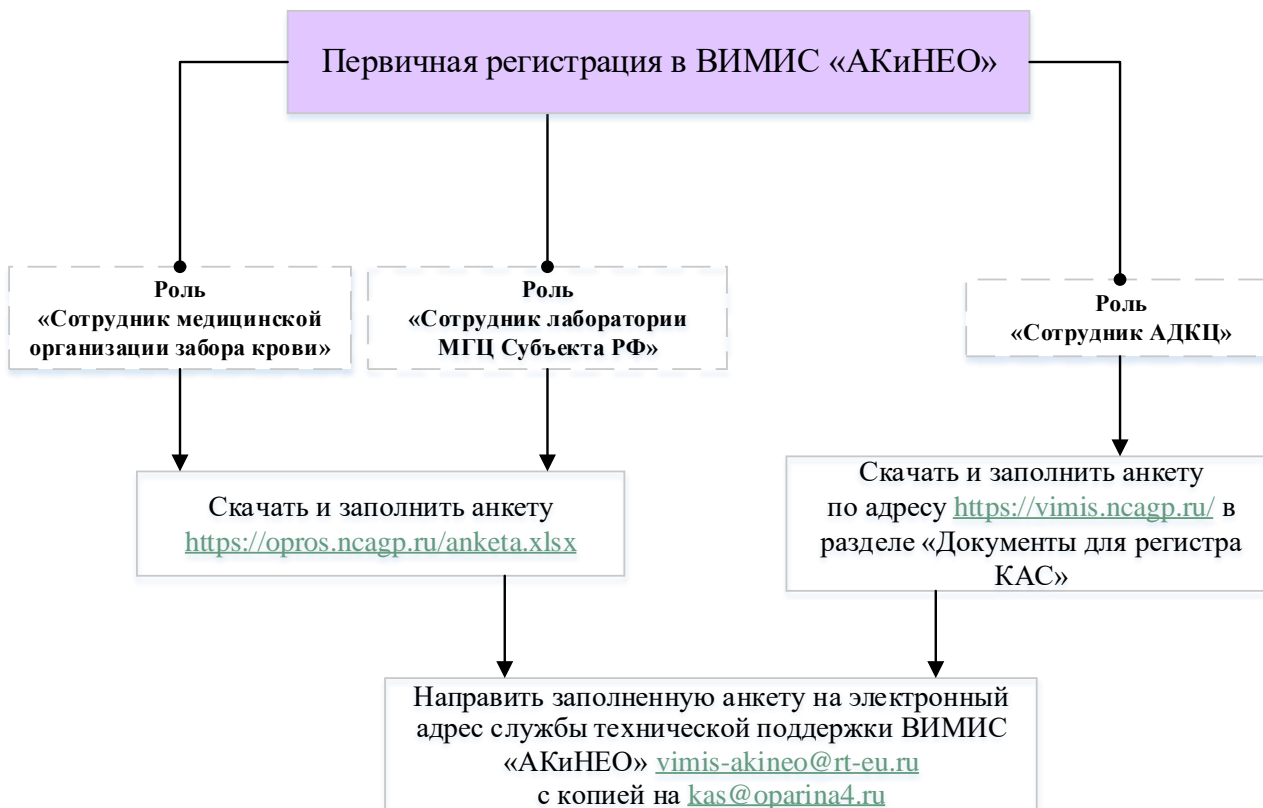 Первичная регистрация в ВИМИС «АКиНЕО»
Роль
«Сотрудник медицинской
организации забора крови»
Роль
«Сотрудник лаборатории
МГЦ Субъекта РФ»
Роль
«Сотрудник АДКЦ»
Скачать и заполнить анкету
https://opros.ncagp.ru/anketa.xlsx
Скачать и заполнить анкету
по адресу https://vimis.ncagp.ru/ в
разделе «Документы для регистра
КАС»
Направить заполненную анкету на электронный
адрес службы технической поддержки ВИМИС
«АКиНЕО» vimis-akineo@rt-eu.ru
с копией на kas@oparina4.ru